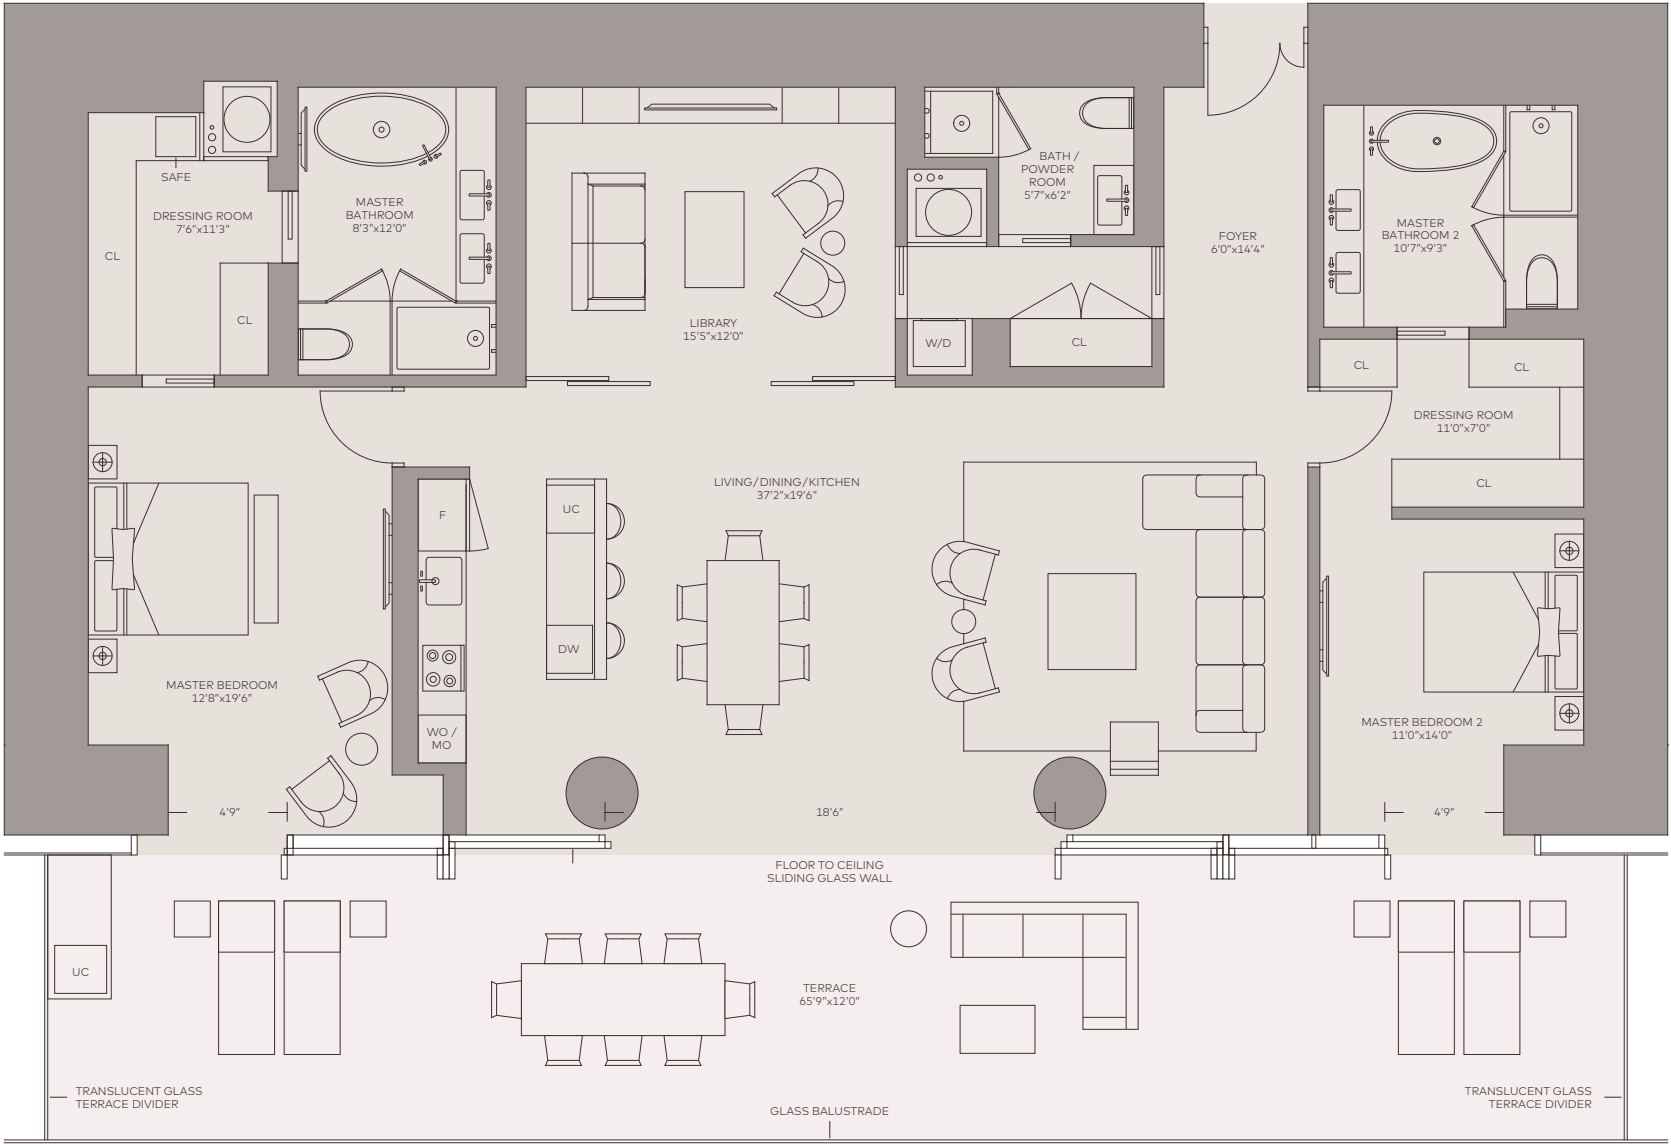 SAFE
DRESSING ROOM
7'6"x11'3"
CL
CL
MASTER
BATHROOM
8'3"x12'0"
LIBRARY
15'5"x12'0"
BATH /
POWDER
ROOM
5'7"x6'2"
W/D
CL
FOYER
6'0"x14'4"
MASTER
BATHROOM 2
10'7"x9'3"
CL
CL
DRESSING ROOM
11'0"x7'0"
CL
MASTER BEDROOM
12'8"x19'6"
F
WO /
MO
UC
DW
LIVING/DINING/KITCHEN
37'2"x19'6"
MASTER BEDROOM 2
11'0"x14'0"
4'9"
18'6"
4'9"
FLOOR TO CEILING
SLIDING GLASS WALL
UC
TERRACE
65'9"x12'0"
TRANSLUCENT GLASS
TERRACE DIVIDER
GLASS BALUSTRADE
TRANSLUCENT GLASS
TERRACE DIVIDER